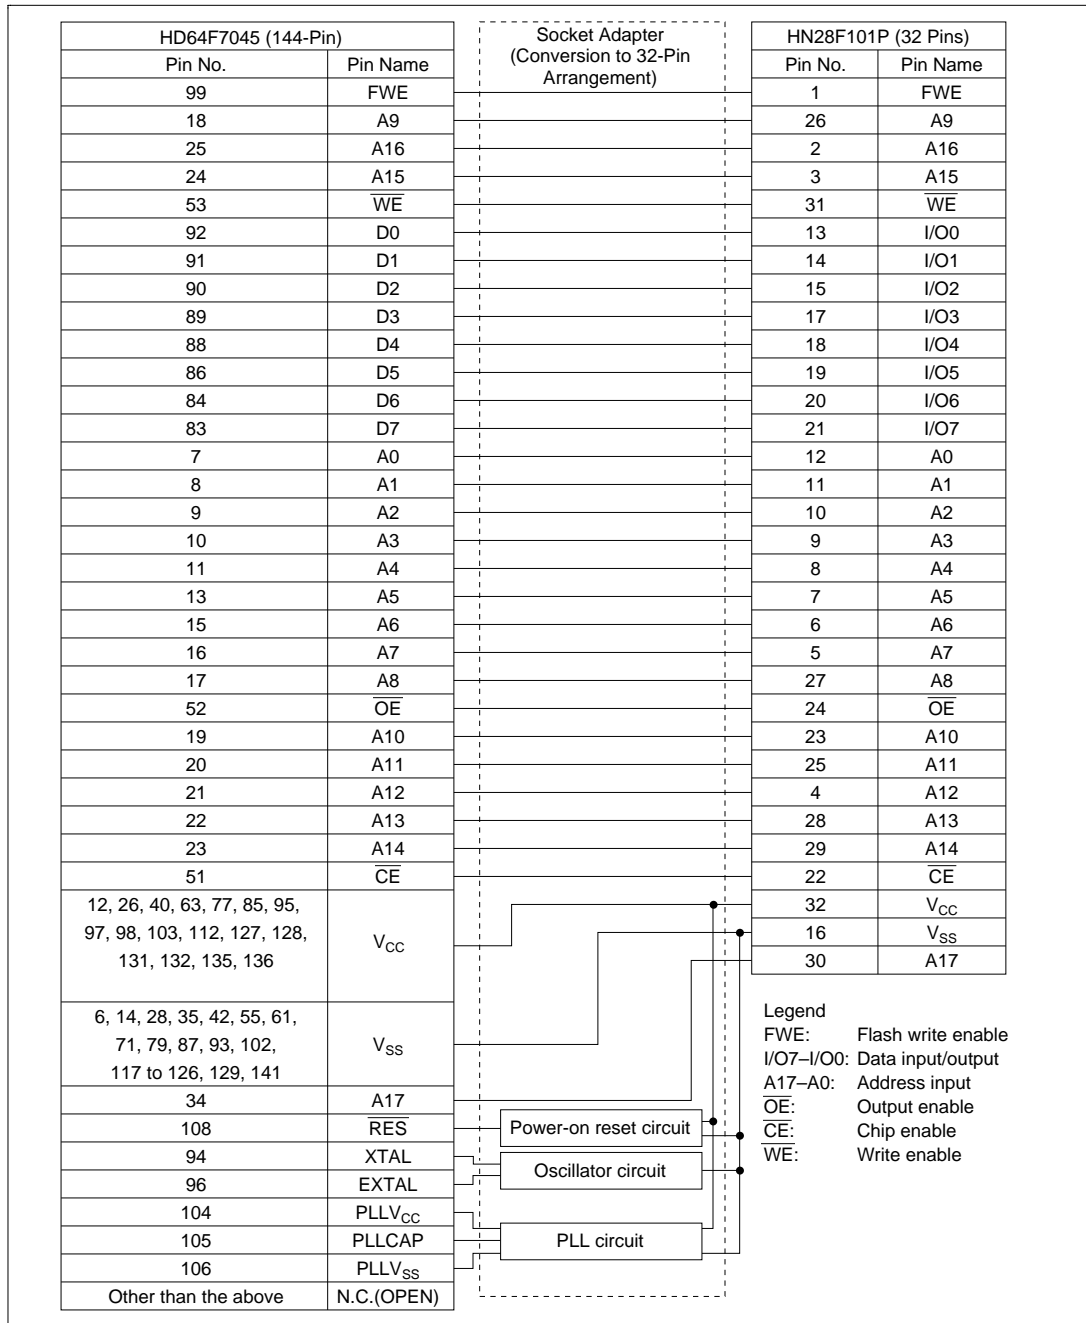 HD64F7045 (144-Pin)
Pin No. Pin Name
99 FWE
18 A9
25 A16
24 A15
53 WE
92 D0
91 D1
90 D2
89 D3
88 D4
86 D5
84 D6
83 D7
7 A0
8 A1
9 A2
10 A3
11 A4
13 A5
15 A6
16 A7
17 A8
52 OE
19 A10
20 A11
21 A12
22 A13
23 A14
51 CE
12, 26, 40, 63, 77, 85, 95,
97, 98, 103, 112, 127, 128,
131, 132, 135, 136
VCC
6, 14, 28, 35, 42, 55, 61,
71, 79, 87, 93, 102,
117 to 126, 129, 141
VSS
34 A17
108 RES
94 XTAL
96 EXTAL
104 PLLVCC
105 PLLCAP
106 PLLVSS
Other than the above N.C.(OPEN)
Socket Adapter
(Conversion to 32-Pin
Arrangement)
Power-on reset circuit
Oscillator circuit
PLL circuit
HN28F101P (32 Pins)
Pin No. Pin Name
1 FWE
26 A9
2 A16
3 A15
31 WE
13 I/O0
14 I/O1
15 I/O2
17 I/O3
18 I/O4
19 I/O5
20 I/O6
21 I/O7
12 A0
11 A1
10 A2
9 A3
8 A4
7 A5
6 A6
5 A7
27 A8
24 OE
23 A10
25 A11
4 A12
28 A13
29 A14
22 CE
32 VCC
16 VSS
30 A17
Legend
FWE: Flash write enable
I/O7–I/O0: Data input/output
A17–A0: Address input
OE: Output enable
CE: Chip enable
WE: Write enable